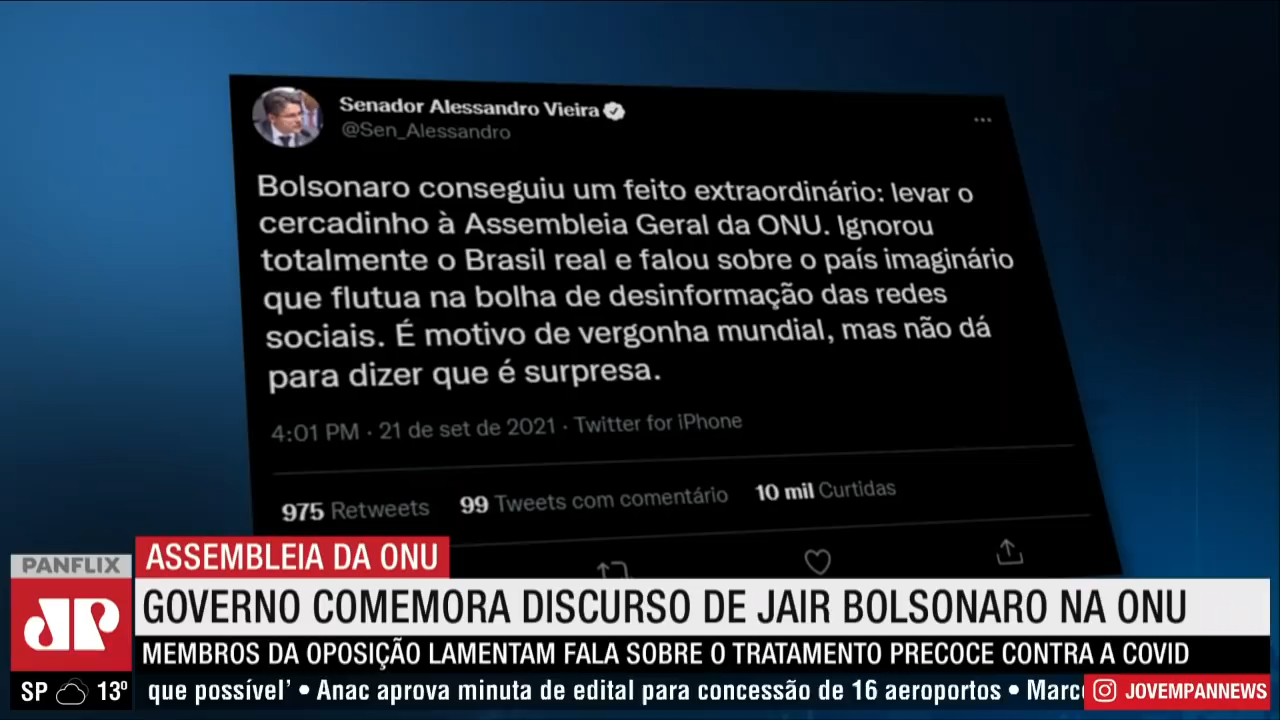 Senador Alessandro Vieira
@Sen_Alessandro
Bolsonaro conseguiu um feito extraordinário: levar o
cercadinho à Assembleia Geral da ONU. Ignorou
totalmente o Brasil real e falou sobre o país imaginário
que flutua na bolha de desinformação das redes
sociais. É motivo de vergonha mundial, mas não dá
para dizer que é surpresa.
4:01 PM · 21 de set de 2021 · Twitter for iPhone
975 Retweets 99 Tweets com comentário 10 mil Curtidas
ASSEMBLEIA DA ONU
PANFLIX
JP
GOVERNO COMEMORA DISCURSO DE JAIR BOLSONARO NA ONU
MEMBROS DA OPOSIÇÃO LAMENTAM FALA SOBRE O TRATAMENTO PRECOCE CONTRA A COVID
SP 13º que possível’ • Anac aprova minuta de edital para concessão de 16 aeroportos • JOVEMPANNEWS